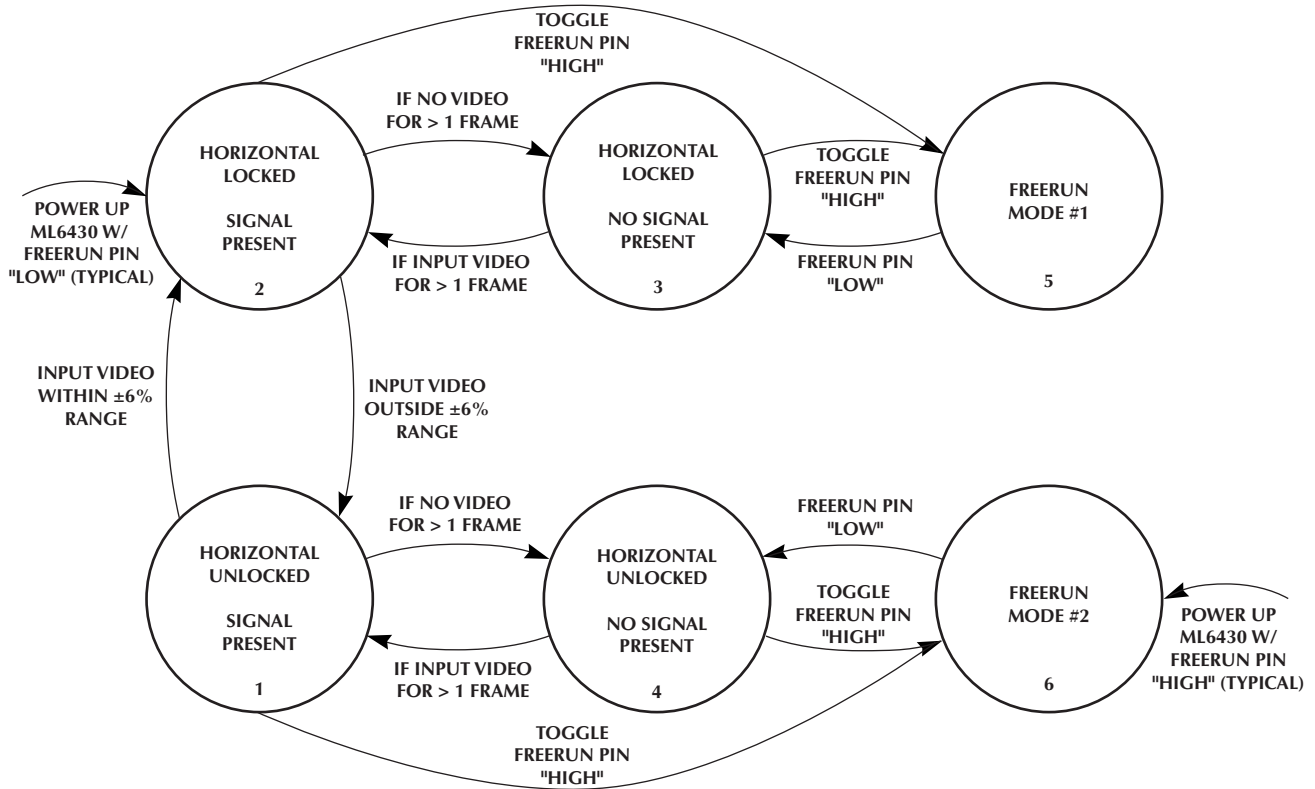 TOGGLE
FREERUN PIN
"HIGH"
IF NO VIDEO
FOR > 1 FRAME
HORIZONTAL
LOCKED
SIGNAL
PRESENT
2
HORIZONTAL
LOCKED
NO SIGNAL
PRESENT
3
TOGGLE
FREERUN PIN
"HIGH"
FREERUN
MODE #1
5
POWER UP
ML6430 W/
FREERUN PIN
"LOW" (TYPICAL)
IF INPUT VIDEO
FOR > 1 FRAME
FREERUN PIN
"LOW"
INPUT VIDEO
WITHIN ±6%
RANGE
INPUT VIDEO
OUTSIDE ±6%
RANGE
IF NO VIDEO
FOR > 1 FRAME
FREERUN PIN
"LOW"
HORIZONTAL
UNLOCKED
SIGNAL
PRESENT
1
HORIZONTAL
UNLOCKED
NO SIGNAL
PRESENT
4
TOGGLE
FREERUN PIN
"HIGH"
FREERUN
MODE #2
6
POWER UP
ML6430 W/
FREERUN PIN
"HIGH" (TYPICAL)
IF INPUT VIDEO
FOR > 1 FRAME
TOGGLE
FREERUN PIN
"HIGH"